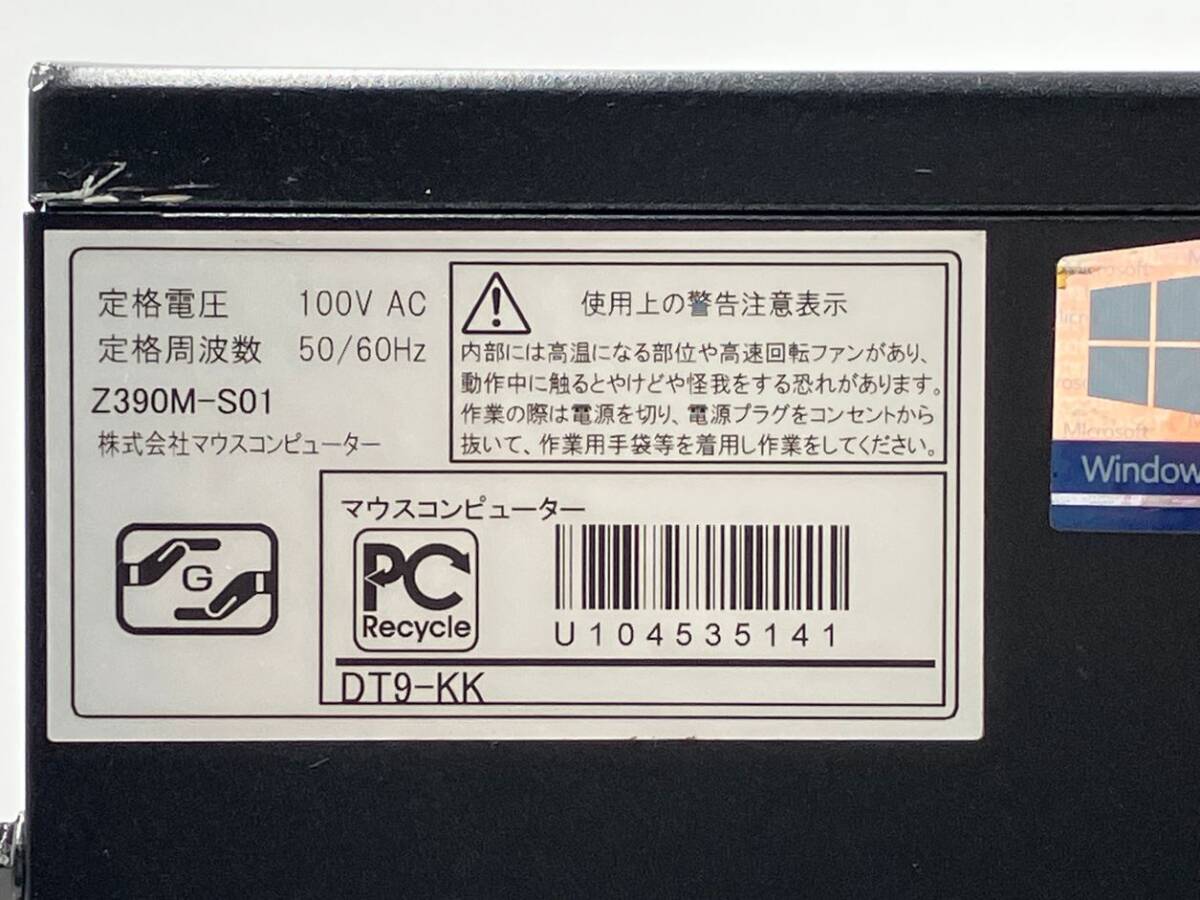 定格電圧 100V AC
定格周波数 50/60Hz
Z390M-S01
株式会社マウスコンピューター
使用上の警告注意表示
内部には高温になる部位や高速回転ファンがあり、
動作中に触るとやけどや怪我をする恐れがあります。
作業の際は電源を切り、電源プラグをコンセントから
抜いて、作業用手袋等を着用し作業をしてください。
G
マウスコンピューター
PC
Recycle
U104535141
DT9-KK
Microsoft
Microsoft
Window